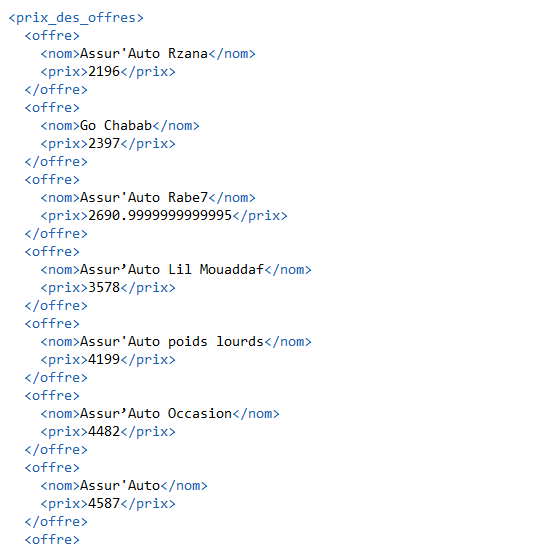 <prix_des_offres>
<offre>
<nom>Assur'Auto Rzana</nom>
<prix>2196</prix>
</offre>
<offre>
<nom>Go Chabab</nom>
<prix>2397</prix>
</offre>
<offre>
<nom>Assur'Auto Rabe7</nom>
<prix>2690.9999999999995</prix>
</offre>
<offre>
<nom>Assur’Auto Lil Mouaddaf</nom>
<prix>3578</prix>
</offre>
<offre>
<nom>Assur'Auto poids lourds</nom>
<prix>4199</prix>
</offre>
<offre>
<nom>Assur’Auto Occasion</nom>
<prix>4482</prix>
</offre>
<offre>
<nom>Assur'Auto</nom>
<prix>4587</prix>
</offre>
<offre>